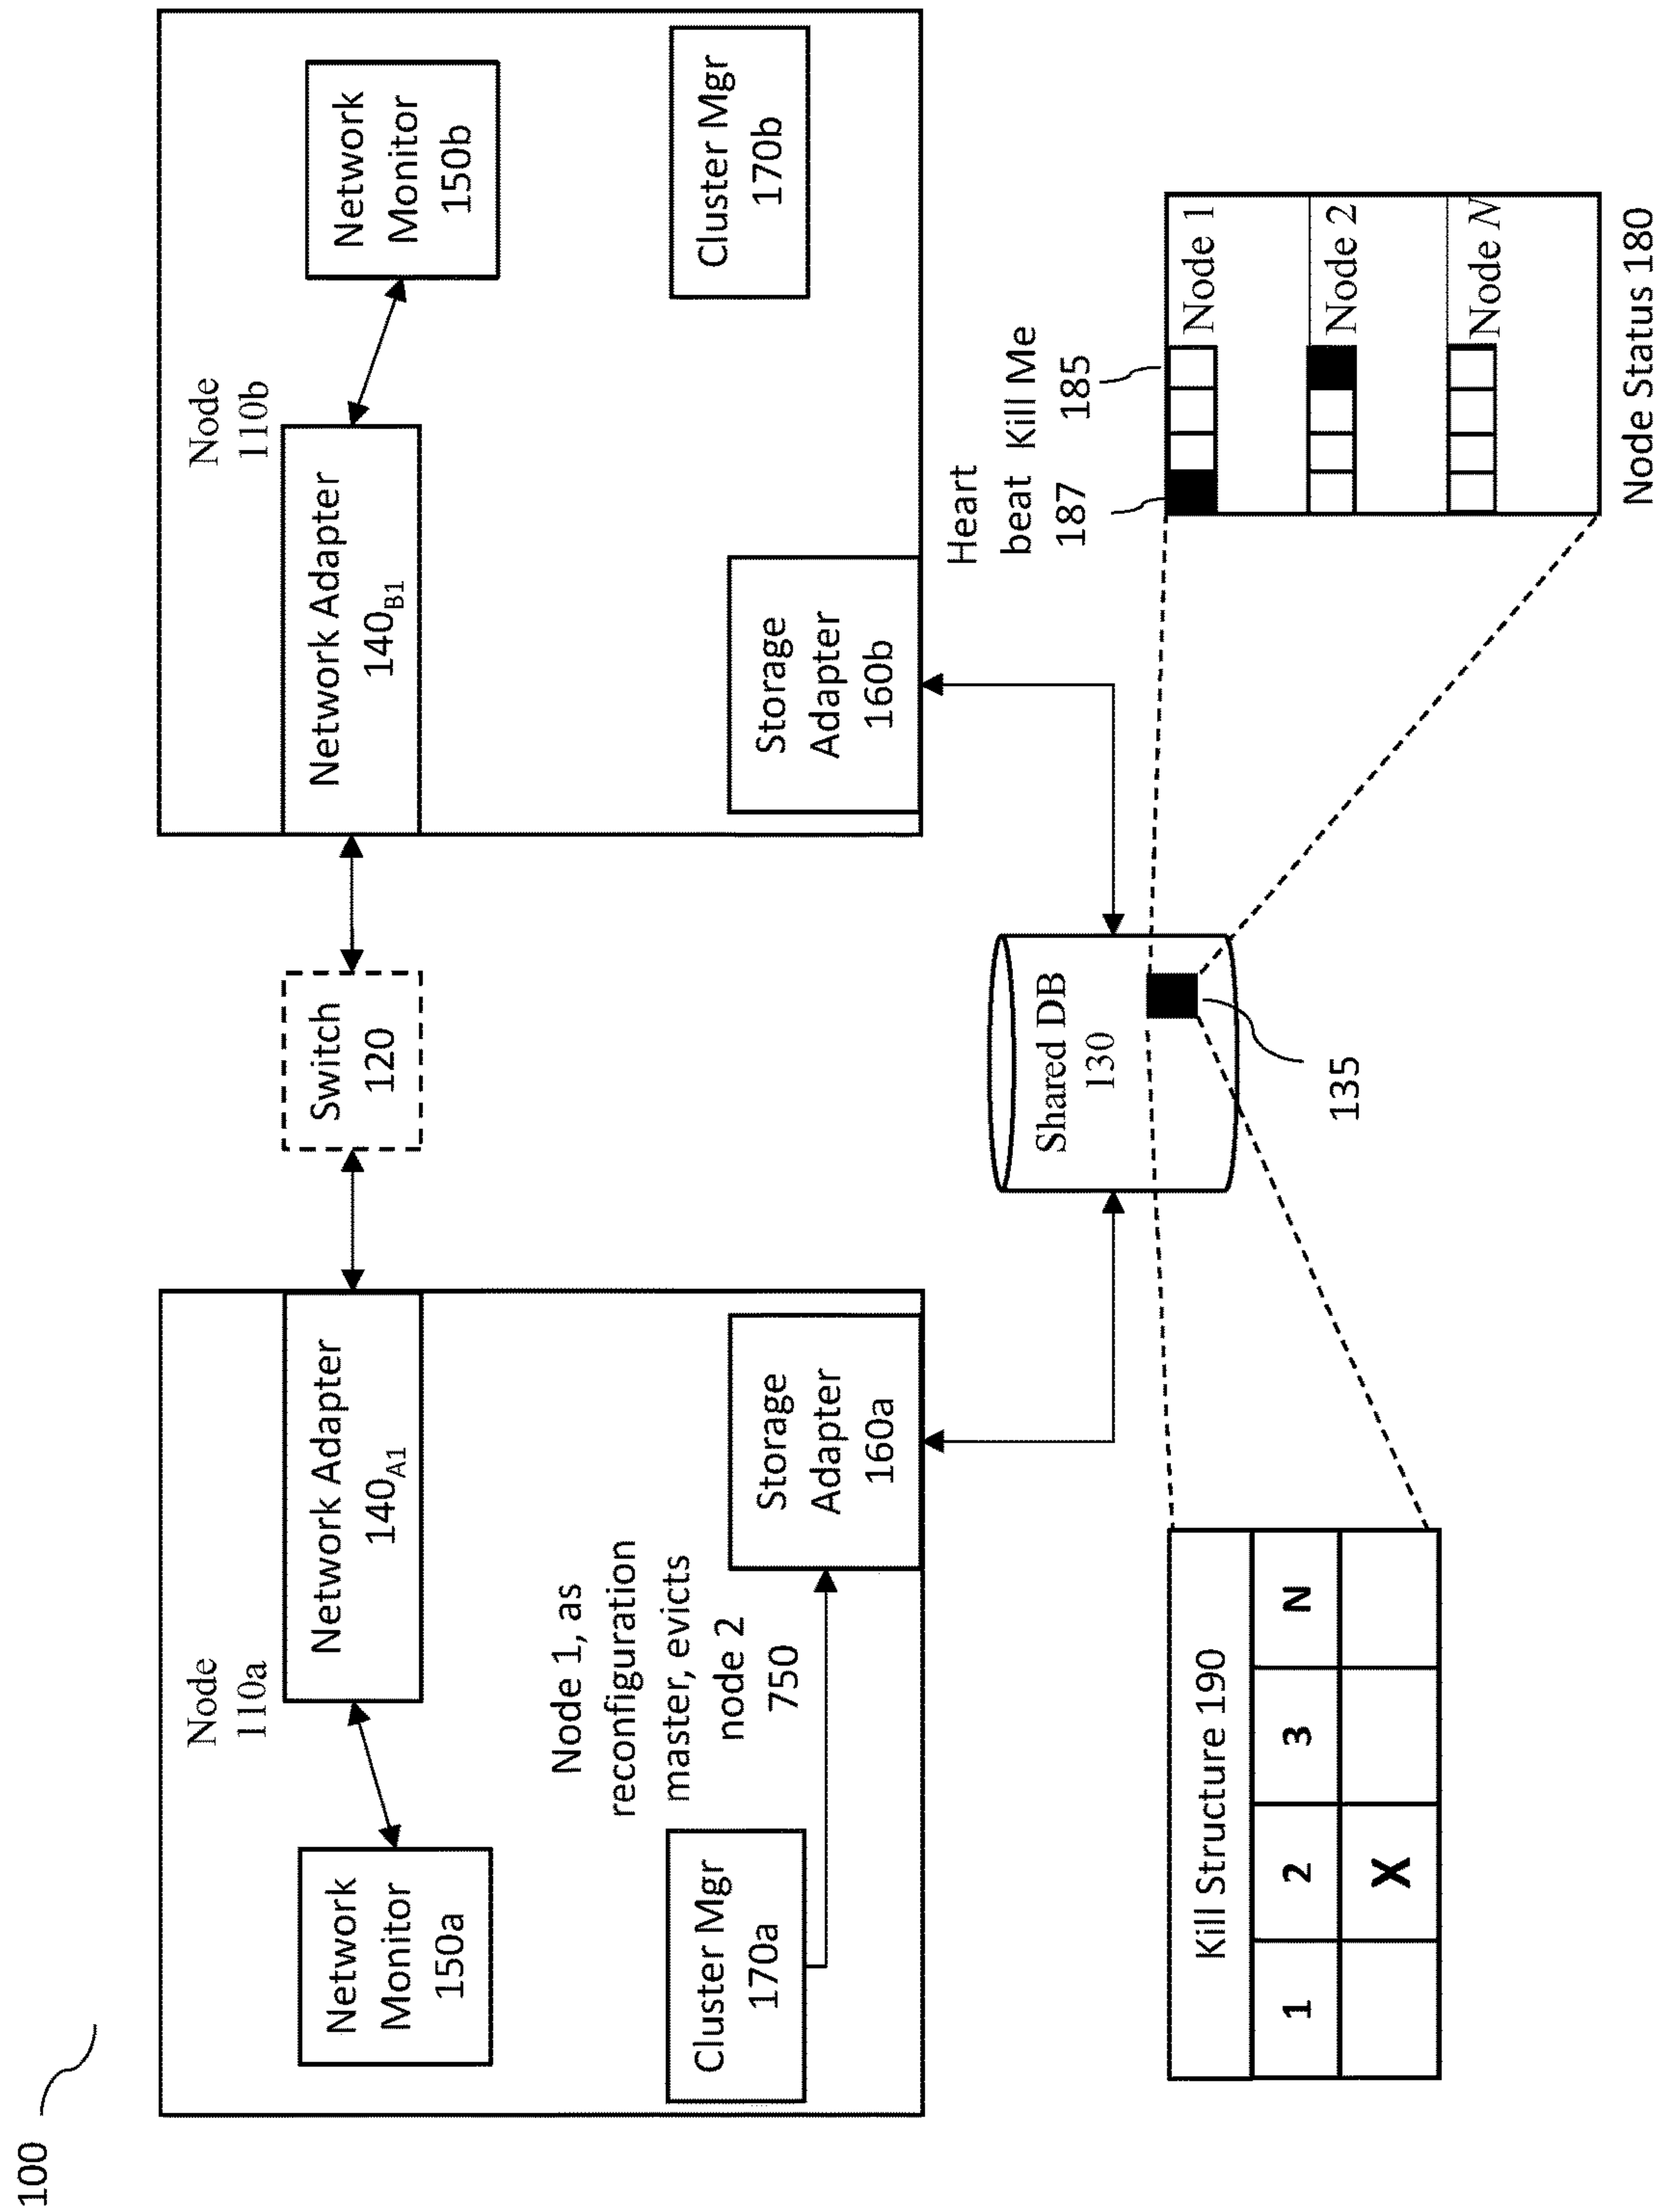 100
Node
110a
Network
Monitor
150a
Network Adapter
140A1
Cluster Mgr
170a
Node 1, as
reconfiguration
master, evicts
node 2
750
Storage
Adapter
160a
Switch
120
Node
110b
Network Adapter
140B1
Network
Monitor
150b
Storage
Adapter
160b
Cluster Mgr
170b
Shared DB
130
135
Kill Structure 190
1 2 3 N
X
Heart
beat Kill Me
187 185
Node 1
Node 2
Node N
Node Status 180